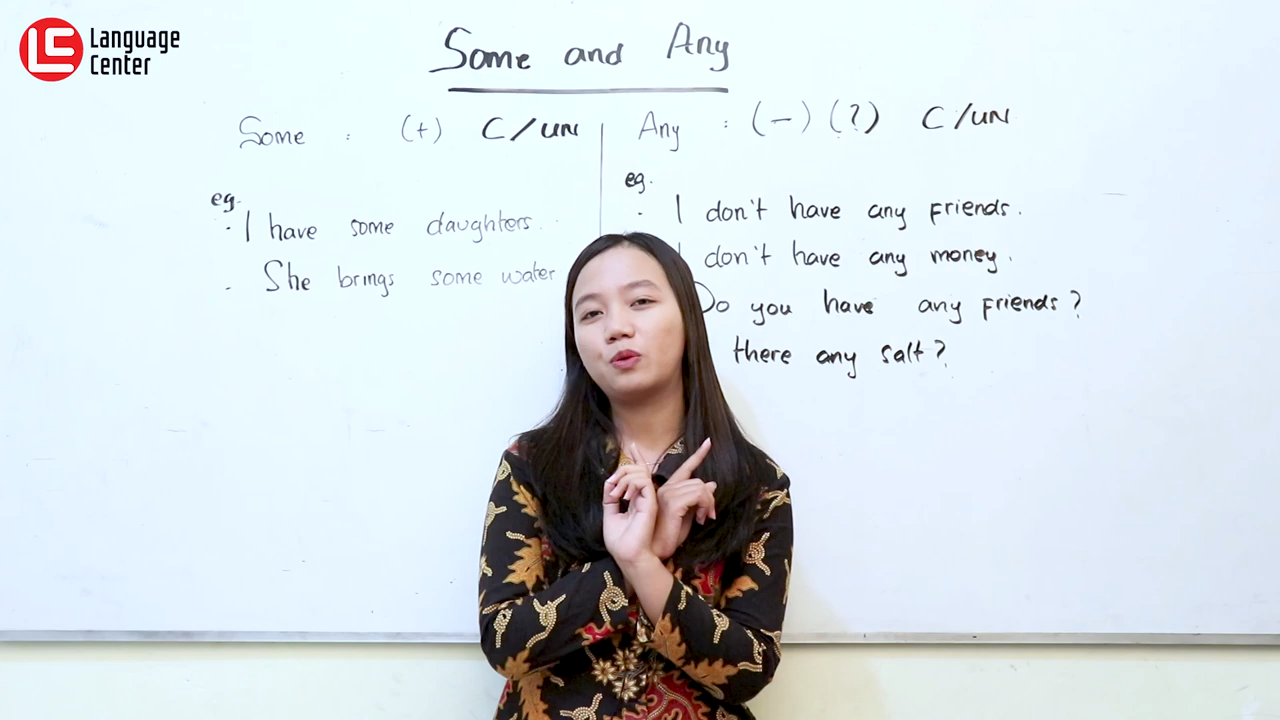 Language
Center
Some and Any
Some : (+) C/UN
Any : (-) (?) C/UN
eg.
· I have some daughters.
· She brings some water
eg.
· I don't have any friends.
I don't have any money.
Do you have any friends?
there any salt?